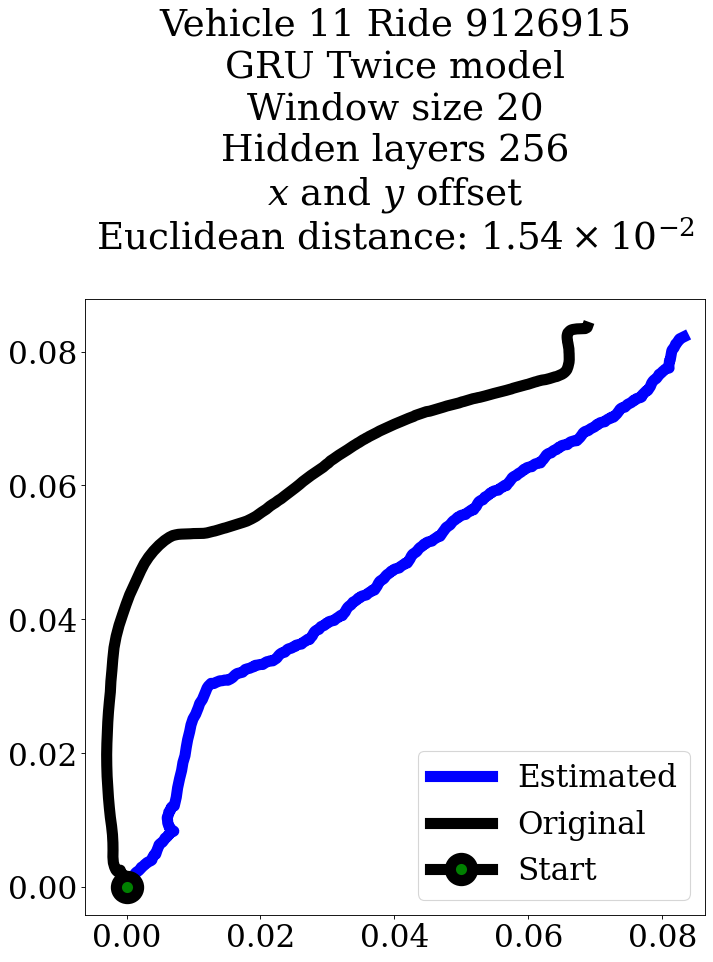 Vehicle 11 Ride 9126915
GRU Twice model
Window size 20
Hidden layers 256
x and y offset
Euclidean distance: 1.54 × 10⁻²
0.08
0.06
0.04
0.02
0.00
Estimated
Original
Start
0.00 0.02 0.04 0.06 0.08